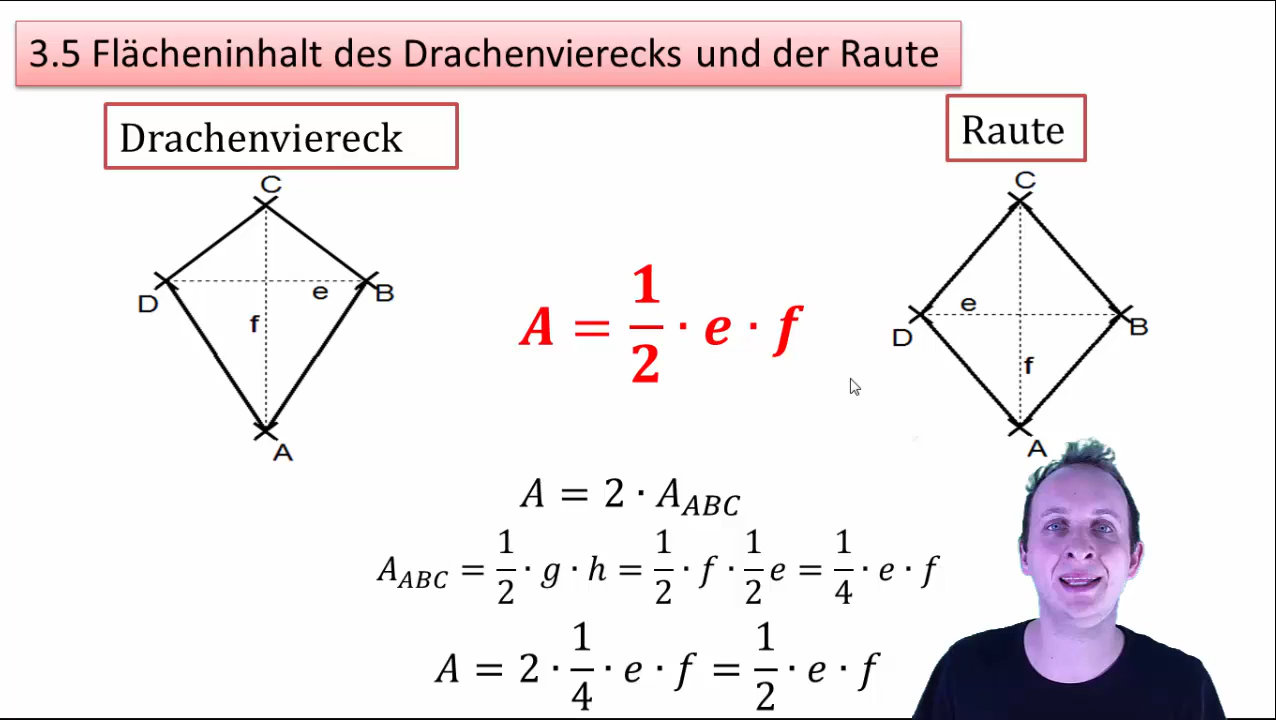 3.5 Flächeninhalt des Drachenvierecks und der Raute
Drachenviereck
Raute
C
D
e
B
f
A
A = 1/2 · e · f
C
e
D
B
f
A
A = 2 · A_ABC
A_ABC = 1/2 · g · h = 1/2 · f · 1/2 e = 1/4 · e · f
A = 2 · 1/4 · e · f = 1/2 · e · f